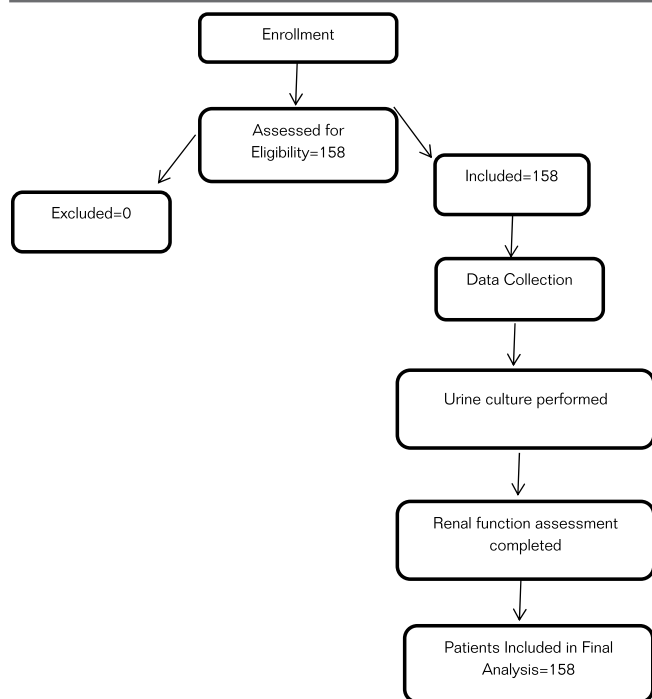 Enrollment
Assessed for
Eligibility=158
Included=158
Excluded=0
Data Collection
Urine culture performed
Renal function assessment
completed
Patients Included in Final
Analysis=158